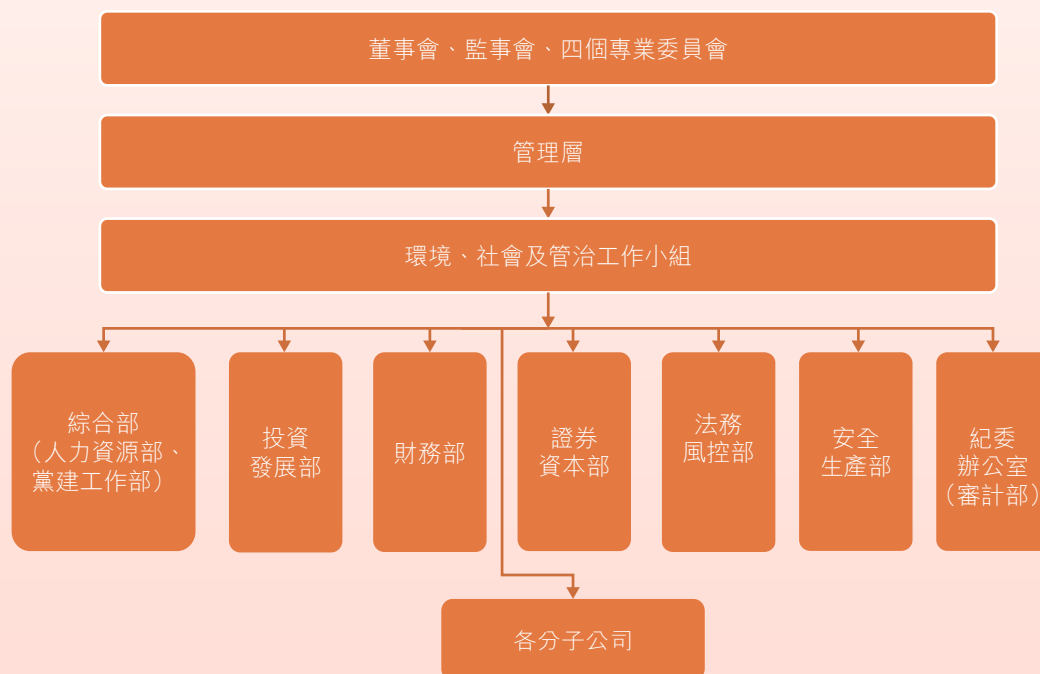 董事會、監事會、四個專業委員會
管理層
環境、社會及管治工作小組
綜合部
（人力資源部、
黨建工作部）
投資
發展部
財務部
證券
資本部
法務
風控部
安全
生產部
紀委
辦公室
（審計部）
各分子公司